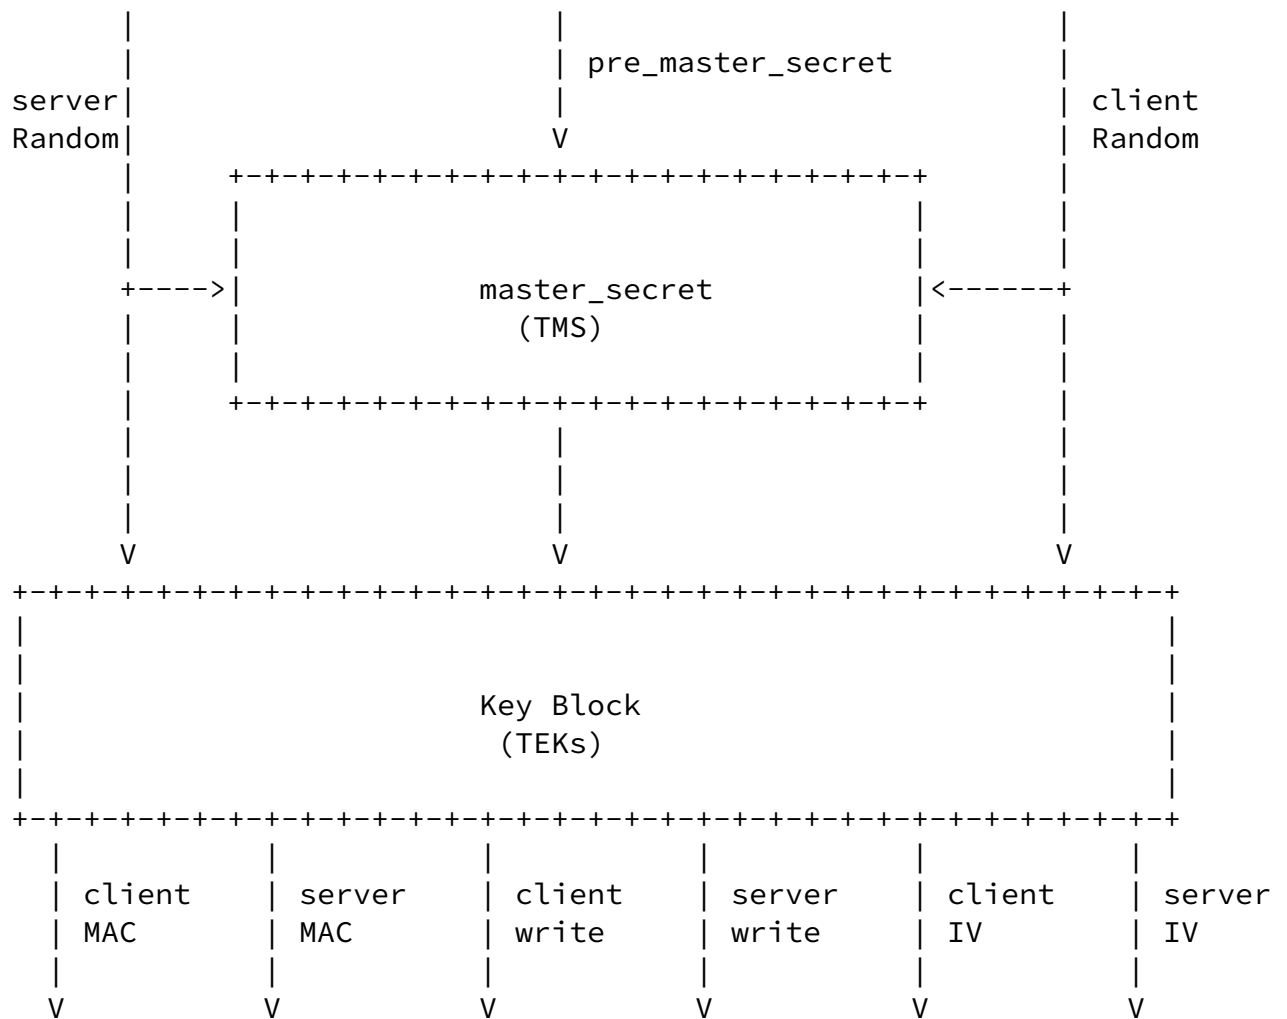 pre_master_secret
server client
Random V Random
+-+-+-+-+-+-+-+-+-+-+-+-+-+-+-+-+-+-+-+
+---->| master_secret |<------+
(TMS)
+-+-+-+-+-+-+-+-+-+-+-+-+-+-+-+-+-+-+-+
V V V
+-+-+-+-+-+-+-+-+-+-+-+-+-+-+-+-+-+-+-+-+-+-+-+-+-+-+-+-+-+-+-+-+
Key Block
(TEKs)
+-+-+-+-+-+-+-+-+-+-+-+-+-+-+-+-+-+-+-+-+-+-+-+-+-+-+-+-+-+-+-+-+
client server client server client server
MAC MAC write write IV IV
V V V V V V